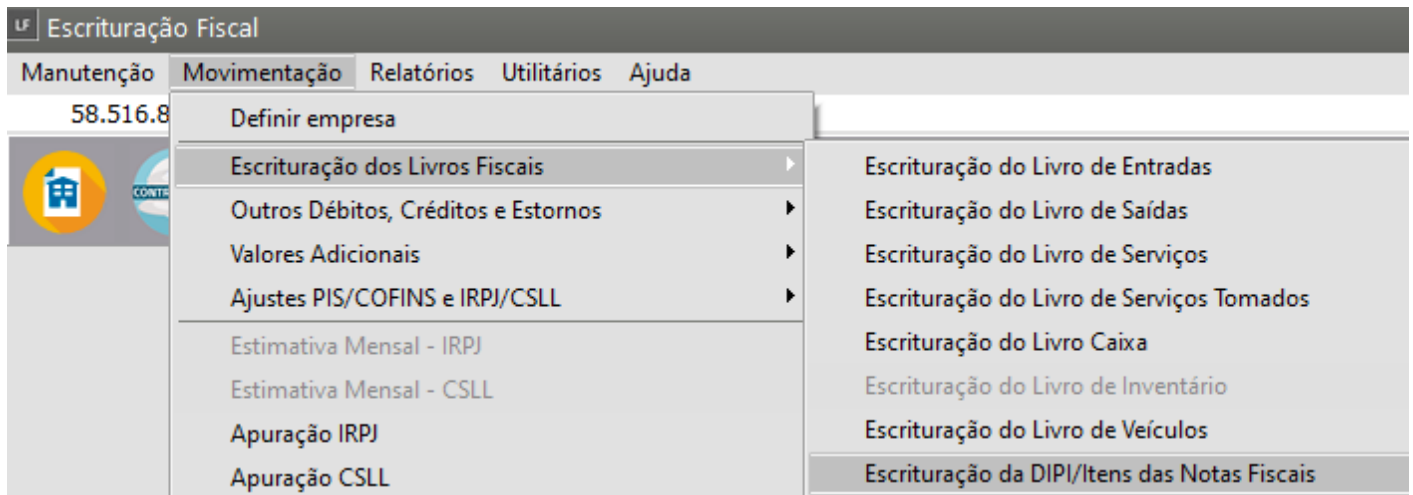 LF Escrituração Fiscal
Manutenção Movimentação Relatórios Utilitários Ajuda
58.516.8
Definir empresa
Escrituração dos Livros Fiscais
Outros Débitos, Créditos e Estornos
Valores Adicionais
Ajustes PIS/COFINS e IRPJ/CSLL
Estimativa Mensal - IRPJ
Estimativa Mensal - CSLL
Apuração IRPJ
Apuração CSLL
Escrituração do Livro de Entradas
Escrituração do Livro de Saídas
Escrituração do Livro de Serviços
Escrituração do Livro de Serviços Tomados
Escrituração do Livro Caixa
Escrituração do Livro de Inventário
Escrituração do Livro de Veículos
Escrituração da DIPI/Itens das Notas Fiscais